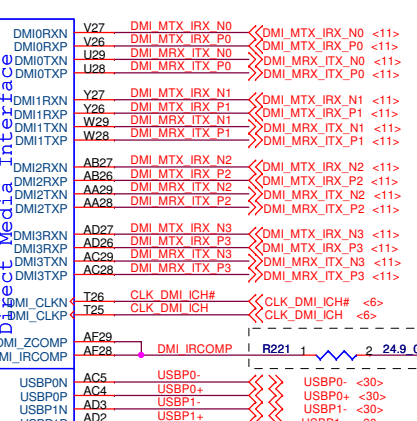 DMI0RXN V27 DMI_MTX_IRX_N0 DMI_MTX_IRX_N0 <11>
DMI0RXP V26 DMI_MTX_IRX_P0 DMI_MTX_IRX_P0 <11>
DMI0TXN U29 DMI_MRX_ITX_N0 DMI_MRX_ITX_N0 <11>
DMI0TXP U28 DMI_MRX_ITX_P0 DMI_MRX_ITX_P0 <11>
DMI1RXN Y27 DMI_MTX_IRX_N1 DMI_MTX_IRX_N1 <11>
DMI1RXP Y26 DMI_MTX_IRX_P1 DMI_MTX_IRX_P1 <11>
DMI1TXN W29 DMI_MRX_ITX_N1 DMI_MRX_ITX_N1 <11>
DMI1TXP W28 DMI_MRX_ITX_P1 DMI_MRX_ITX_P1 <11>
DMI2RXN AB27 DMI_MTX_IRX_N2 DMI_MTX_IRX_N2 <11>
DMI2RXP AB26 DMI_MTX_IRX_P2 DMI_MTX_IRX_P2 <11>
DMI2TXN AA29 DMI_MRX_ITX_N2 DMI_MRX_ITX_N2 <11>
DMI2TXP AA28 DMI_MRX_ITX_P2 DMI_MRX_ITX_P2 <11>
DMI3RXN AD27 DMI_MTX_IRX_N3 DMI_MTX_IRX_N3 <11>
DMI3RXP AD26 DMI_MTX_IRX_P3 DMI_MTX_IRX_P3 <11>
DMI3TXN AC29 DMI_MRX_ITX_N3 DMI_MRX_ITX_N3 <11>
DMI3TXP AC28 DMI_MRX_ITX_P3 DMI_MRX_ITX_P3 <11>
DMI_CLKN T26 CLK_DMI_ICH# CLK_DMI_ICH# <6>
DMI_CLKP T25 CLK_DMI_ICH CLK_DMI_ICH <6>
DMI_ZCOMP AF29
MI_IRCOMP AF28 DMI_IRCOMP R221 1 2 24.9_0
USBP0N AC5 USBP0- USBP0- <30>
USBP0P AC4 USBP0+ USBP0+ <30>
USBP1N AD3 USBP1- USBP1- <30>
AD2 USBP1+
Direct Media Interface